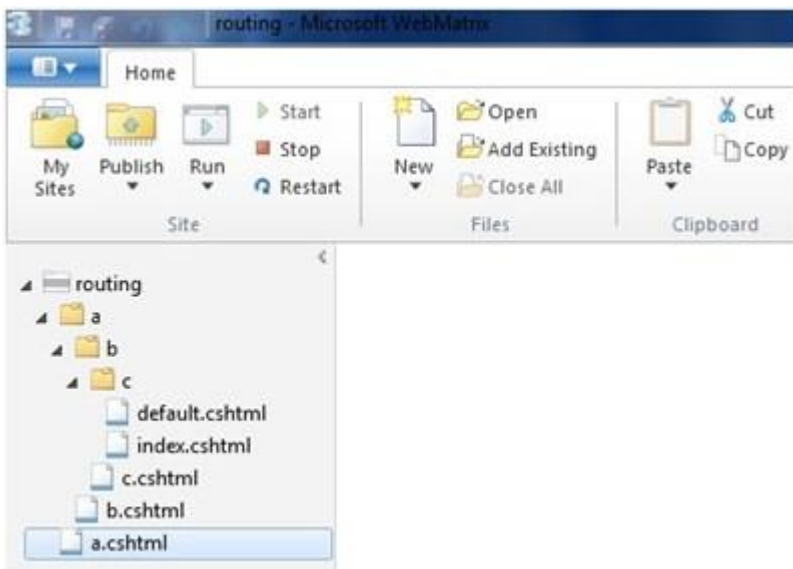 routing - Microsoft WebMatrix
Home
My Sites
Publish
Run
Start
Stop
Restart
Site
New
Open
Add Existing
Close All
Files
Paste
Cut
Copy
Clipboard
routing
a
b
c
default.cshtml
index.cshtml
c.cshtml
b.cshtml
a.cshtml